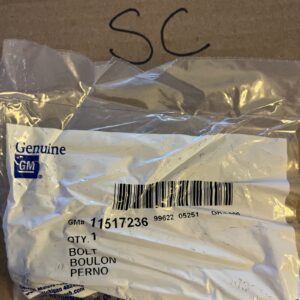 SC
Genuine
GM
GM# 11517236 99622 05251
QTY. 1
BOLT
BOULON
PERNO